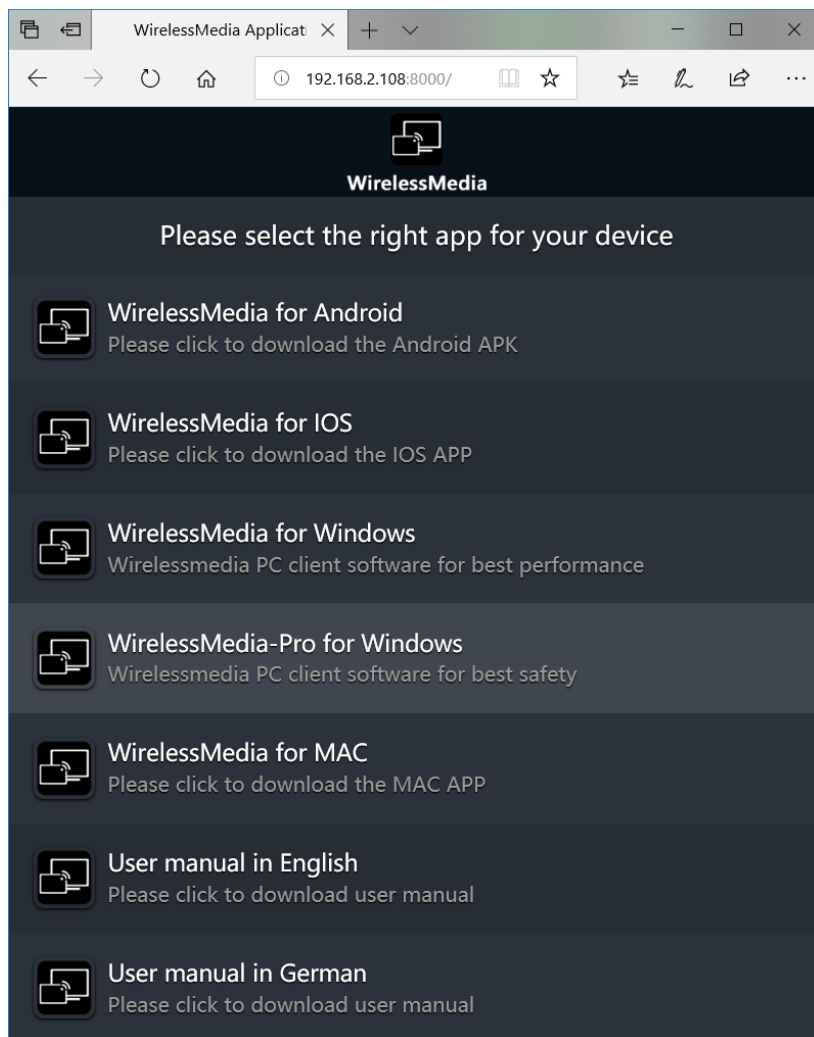 WirelessMedia Applicati
192.168.2.108:8000/
WirelessMedia
Please select the right app for your device
WirelessMedia for Android
Please click to download the Android APK
WirelessMedia for IOS
Please click to download the IOS APP
WirelessMedia for Windows
Wirelessmedia PC client software for best performance
WirelessMedia-Pro for Windows
Wirelessmedia PC client software for best safety
WirelessMedia for MAC
Please click to download the MAC APP
User manual in English
Please click to download user manual
User manual in German
Please click to download user manual